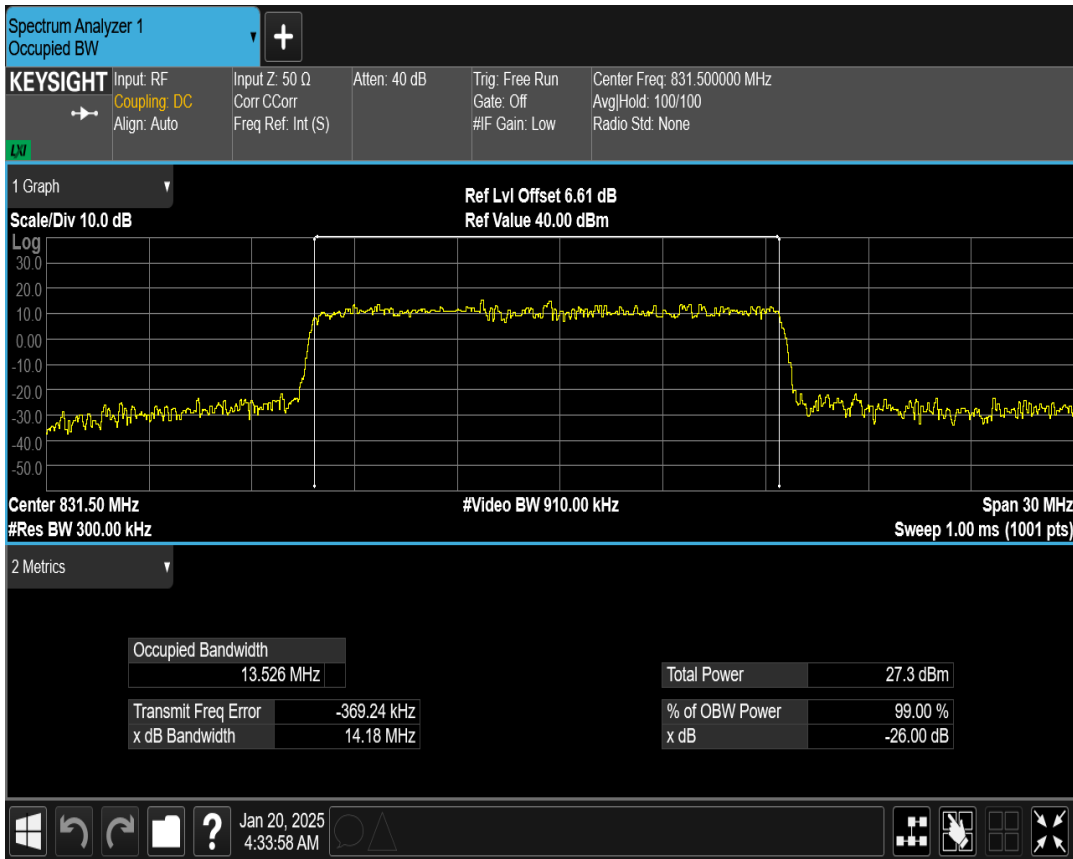 Spectrum Analyzer 1
Occupied BW
+
KEYSIGHT
LXI
Input: RF
Coupling: DC
Align: Auto
Input Z: 50 Ω
Corr CCorr
Freq Ref: Int (S)
Atten: 40 dB
Trig: Free Run
Gate: Off
#IF Gain: Low
Center Freq: 831.500000 MHz
Avg|Hold: 100/100
Radio Std: None
1 Graph
Scale/Div 10.0 dB
Ref Lvl Offset 6.61 dB
Ref Value 40.00 dBm
Log
30.0
20.0
10.0
0.00
-10.0
-20.0
-30.0
-40.0
-50.0
Center 831.50 MHz
#Video BW 910.00 kHz
Span 30 MHz
#Res BW 300.00 kHz
Sweep 1.00 ms (1001 pts)
2 Metrics
Occupied Bandwidth
13.526 MHz
Total Power 27.3 dBm
Transmit Freq Error -369.24 kHz
% of OBW Power 99.00 %
x dB Bandwidth 14.18 MHz
x dB -26.00 dB
?
Jan 20, 2025
4:33:58 AM